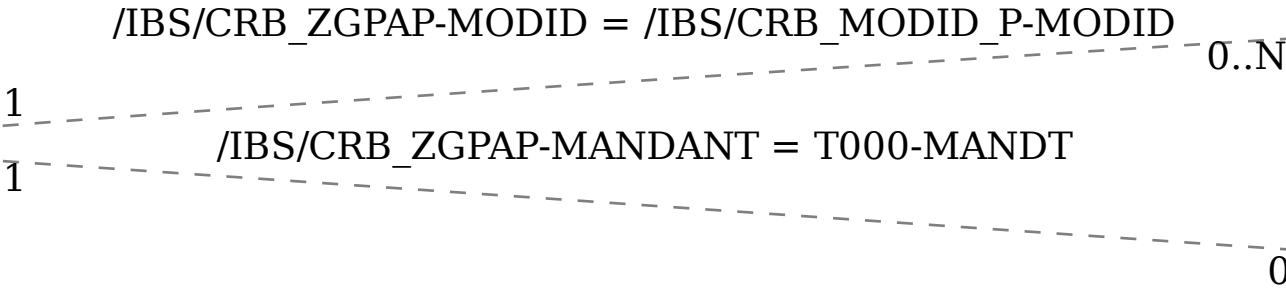 /IBS/CRB_ZGPAP-MODID = /IBS/CRB_MODID_P-MODID
0..N
1
/IBS/CRB_ZGPAP-MANDANT = T000-MANDT
1
0